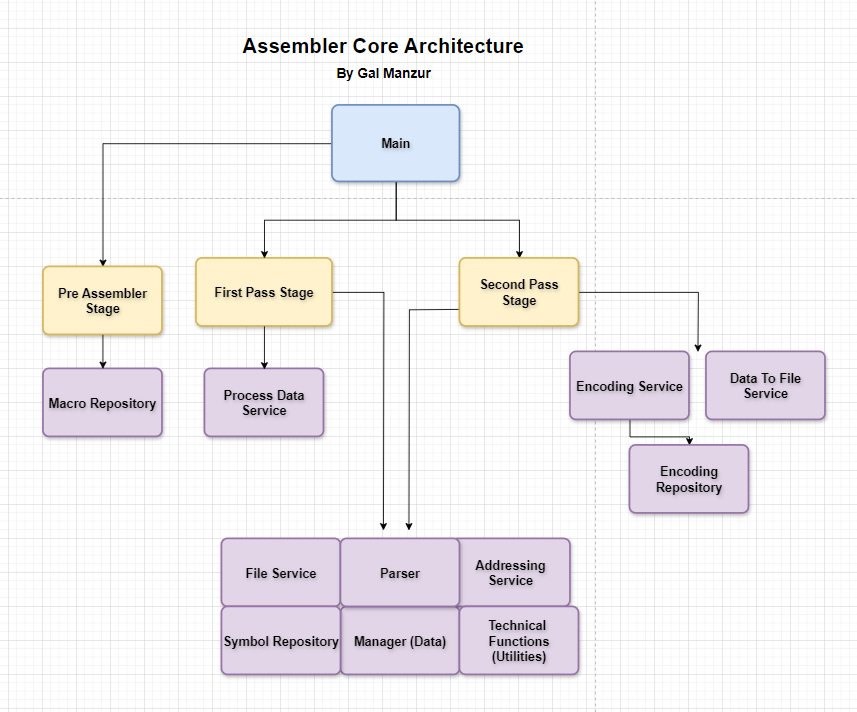 Assembler Core Architecture
By Gal Manzur
Main
Pre Assembler
Stage
First Pass Stage
Second Pass
Stage
Macro Repository
Process Data
Service
Encoding Service
Data To File
Service
Encoding
Repository
File Service
Parser
Addressing
Service
Symbol Repository
Manager (Data)
Technical
Functions
(Utilities)